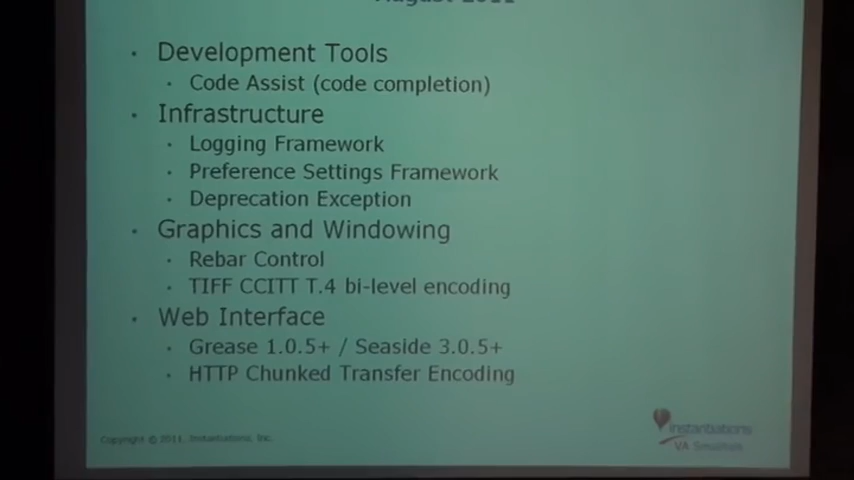 August 2011
Development Tools
Code Assist (code completion)
Infrastructure
Logging Framework
Preference Settings Framework
Deprecation Exception
Graphics and Windowing
Rebar Control
TIFF CCITT T.4 bi-level encoding
Web Interface
Grease 1.0.5+ / Seaside 3.0.5+
HTTP Chunked Transfer Encoding
Copyright © 2011, Instantiations, Inc.
instantiations
VA Smalltalk